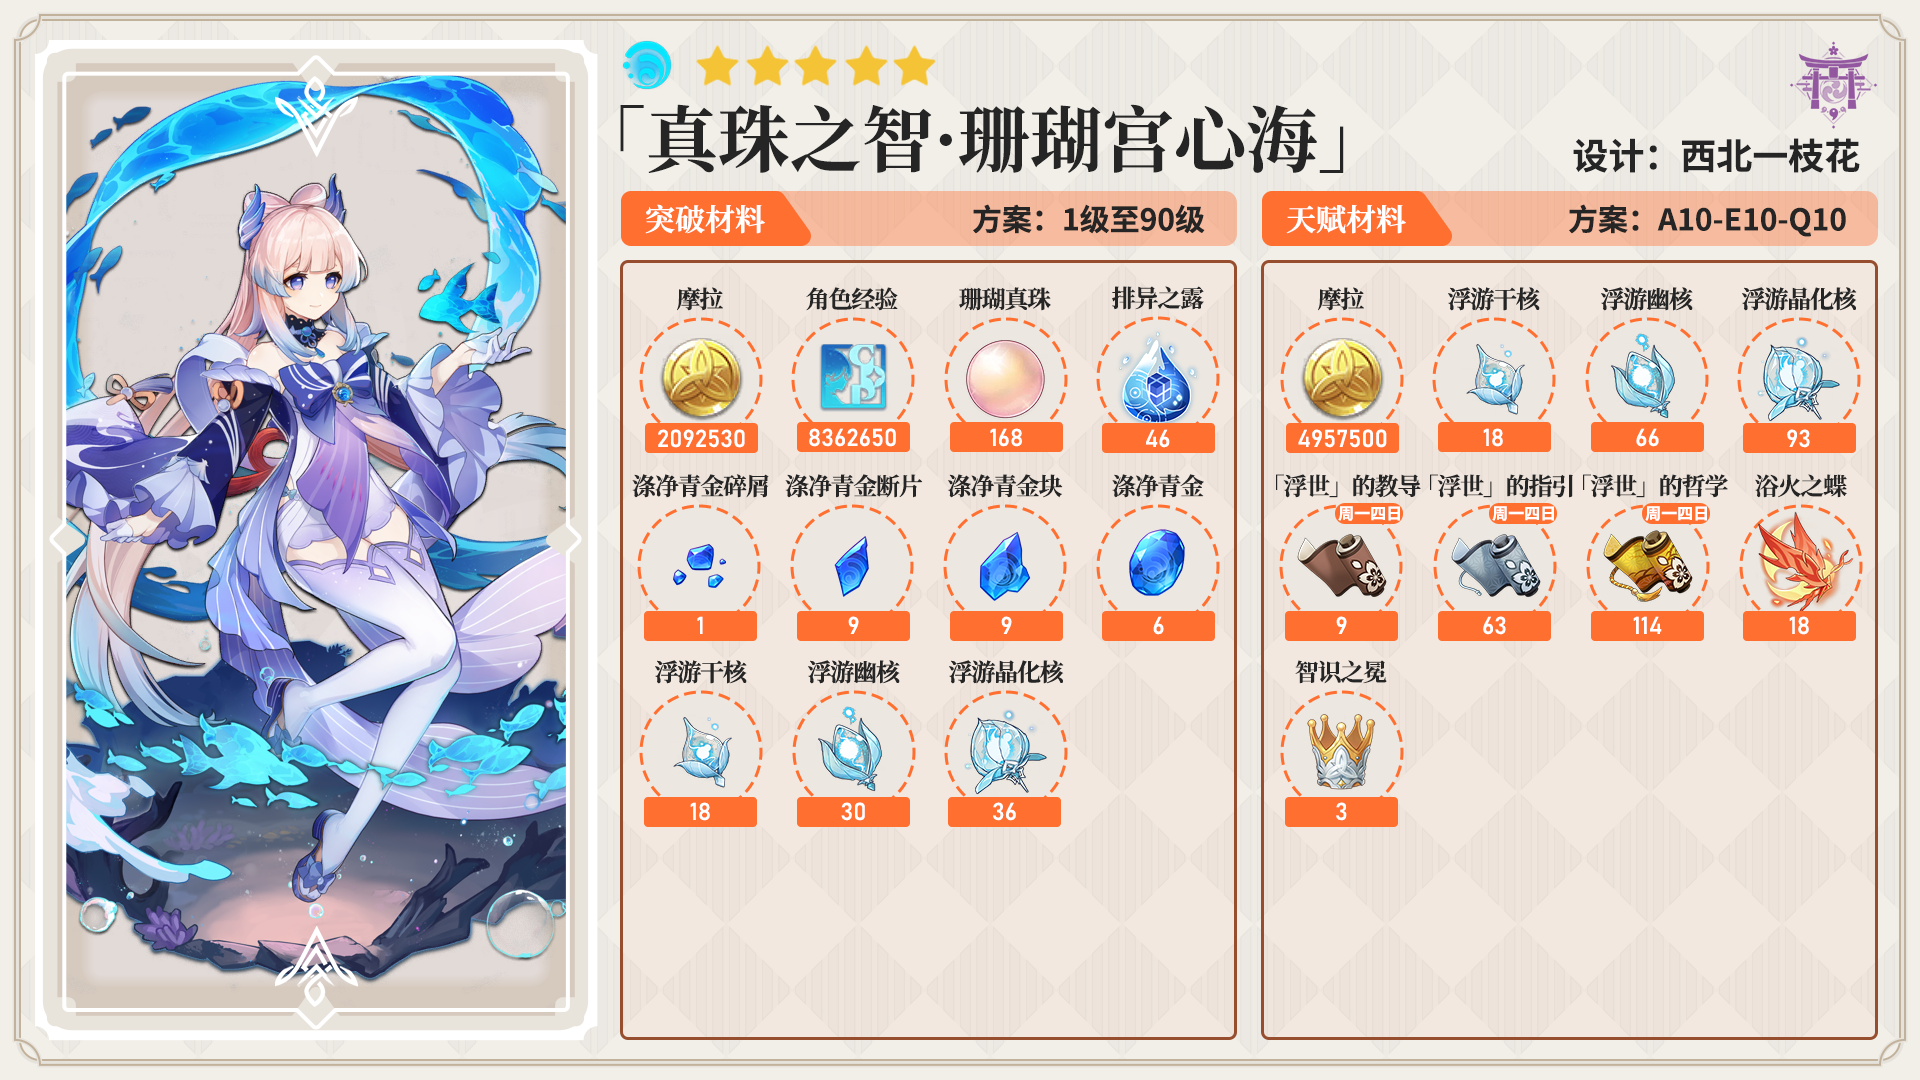 「真珠之智·珊瑚宫心海」
设计：西北一枝花
突破材料
方案：1级至90级
摩拉
角色经验
珊瑚真珠
排异之露
2092530
8362650
168
46
涤净青金碎屑
涤净青金断片
涤净青金块
涤净青金
1
9
9
6
浮游干核
浮游幽核
浮游晶化核
18
30
36
天赋材料
方案：A10-E10-Q10
摩拉
浮游干核
浮游幽核
浮游晶化核
4957500
18
66
93
「浮世」的教导
「浮世」的指引
「浮世」的哲学
浴火之蝶
周一四日
周一四日
周一四日
9
63
114
18
智识之冕
3